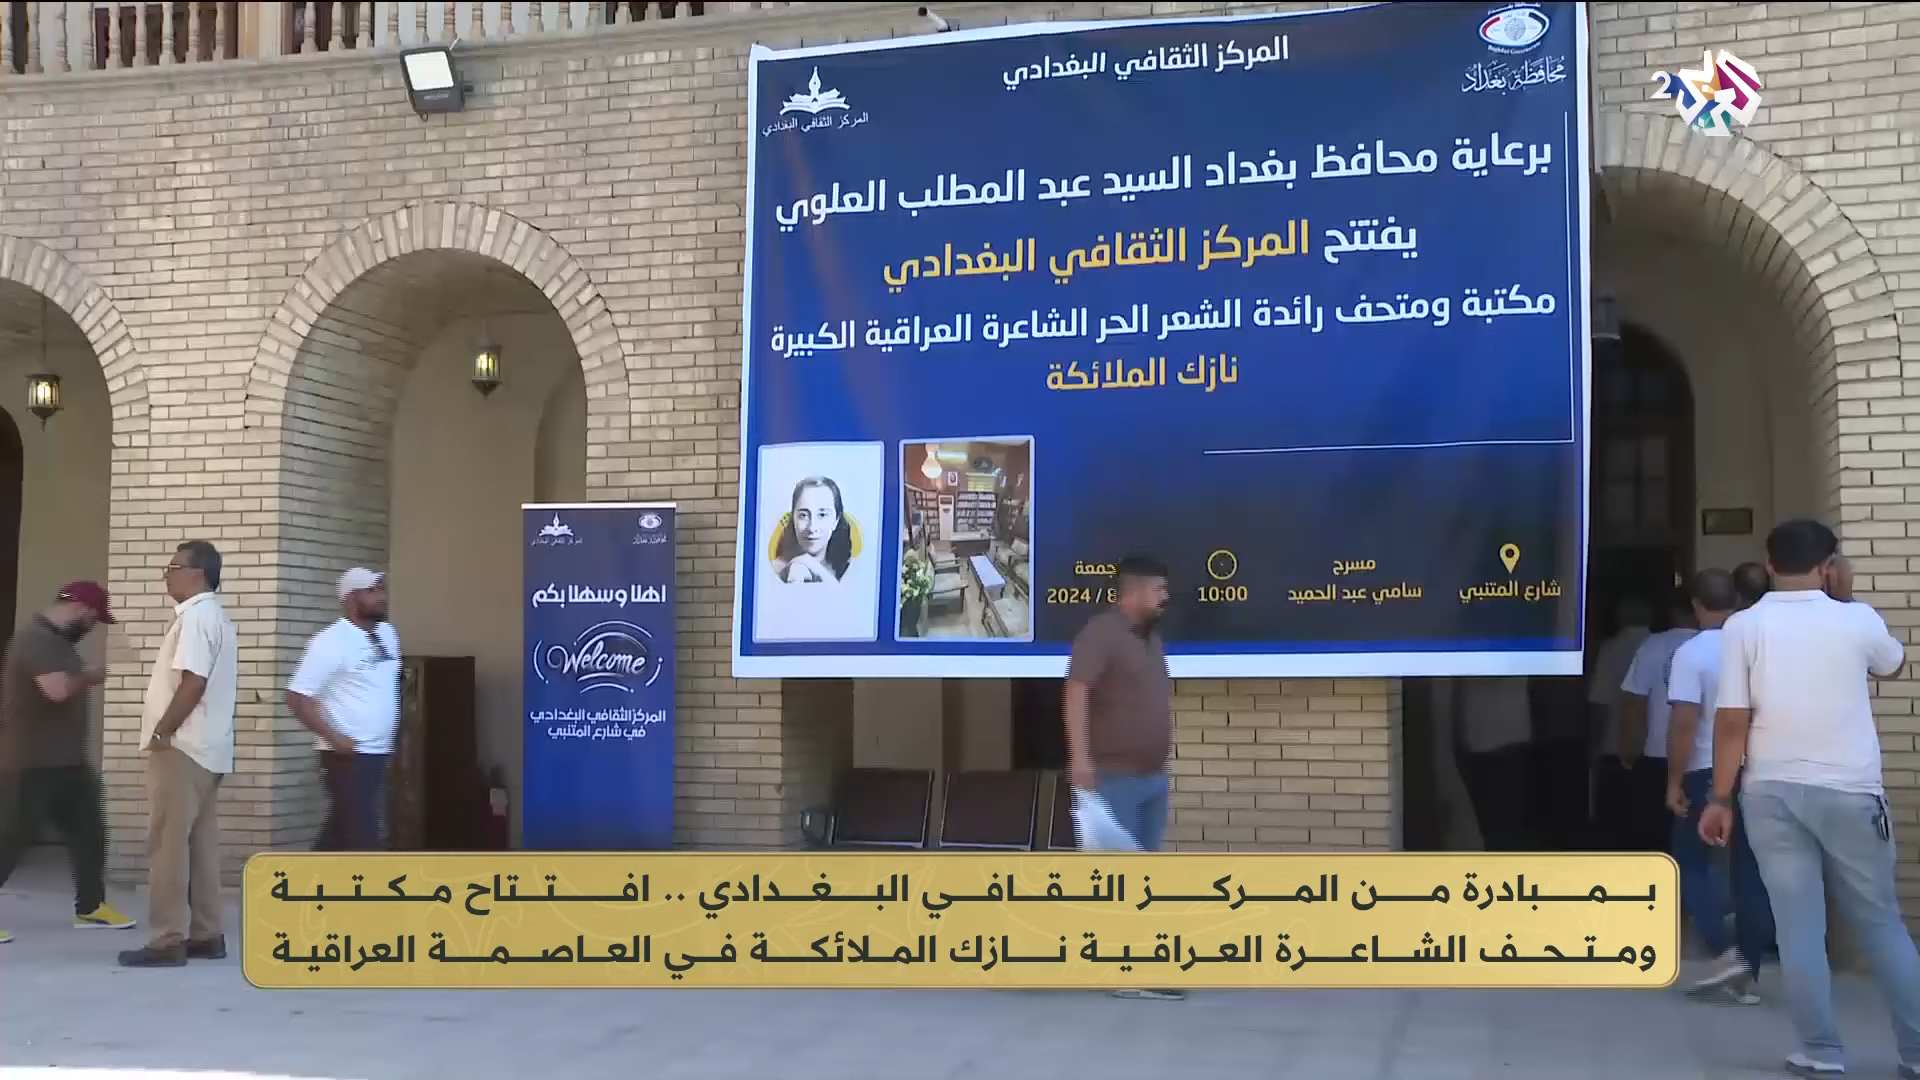 المركز الثقافي البغدادي
المركز الثقافي البغدادي
محافظة بغداد
2
برعاية محافظ بغداد السيد عبد المطلب العلوي
يفتتح المركز الثقافي البغدادي
مكتبة ومتحف رائدة الشعر الحر الشاعرة العراقية الكبيرة
نازك الملائكة
شارع المتنبي
مسرح
سامي عبد الحميد
10:00
2024 / 8
اهلا وسهلا بكم
Welcome
المركز الثقافي البغدادي
في شارع المتنبي
بمبادرة من المركز الثقافي البغدادي .. افتتاح مكتبة
ومتحف الشاعرة العراقية نازك الملائكة في العاصمة العراقية